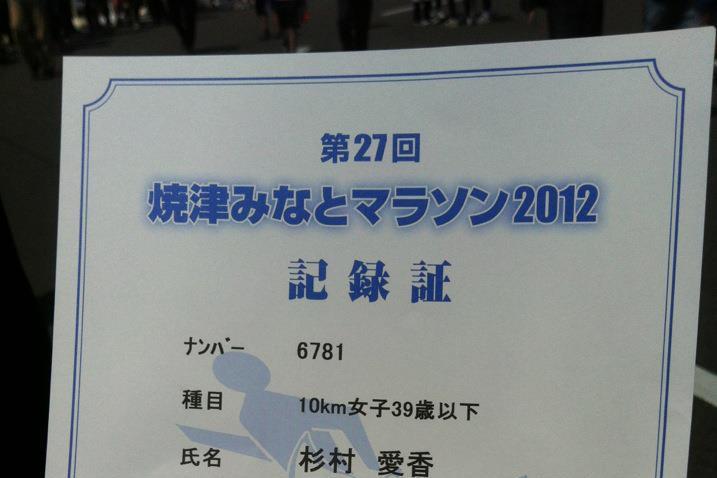 第27回
焼津みなとマラソン2012
記録証
ﾅﾝﾊﾞｰ 6781
種目 10km女子39歳以下
氏名 杉村 愛香